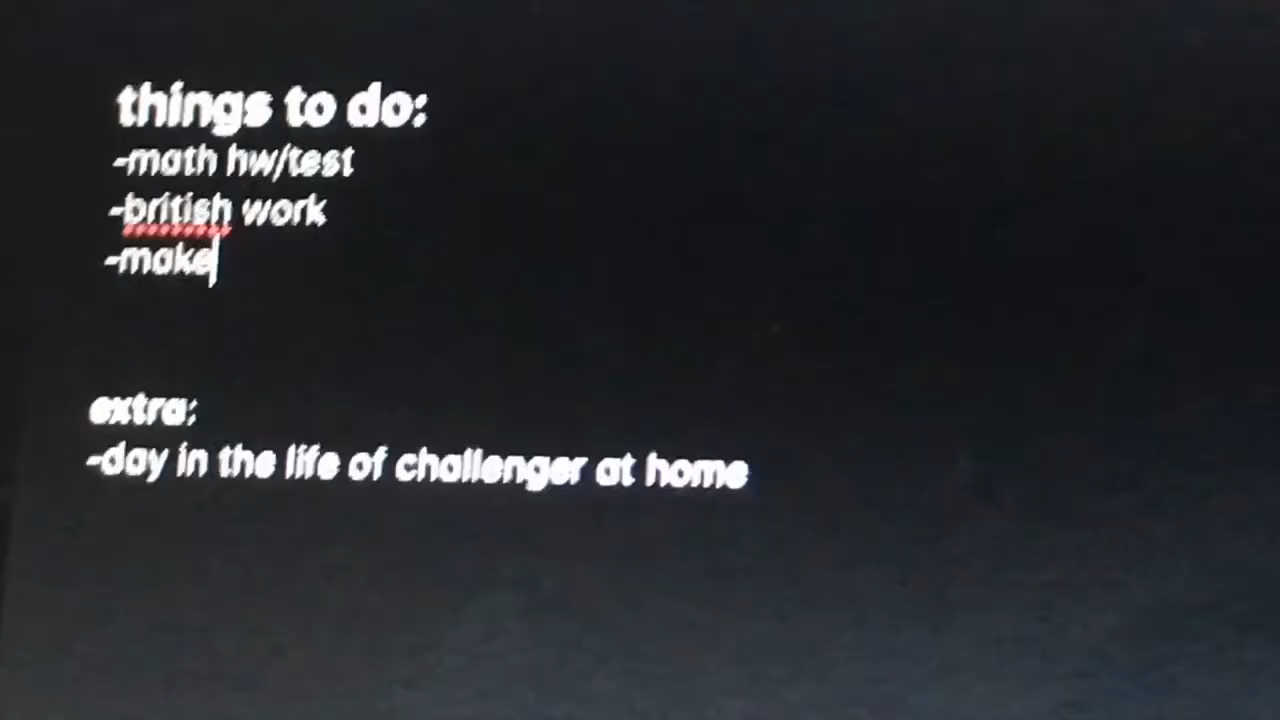 things to do:
-math hw/test
-british work
-make
extra:
-day in the life of challenger at home